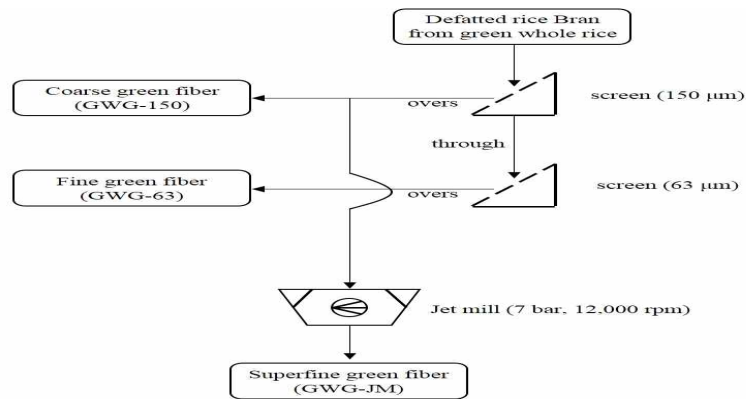 Defatted rice Bran
from green whole rice
Coarse green fiber
(GWG-150)
overs
screen (150 μm)
through
Fine green fiber
(GWG-63)
overs
screen (63 μm)
Jet mill (7 bar, 12,000 rpm)
Superfine green fiber
(GWG-JM)